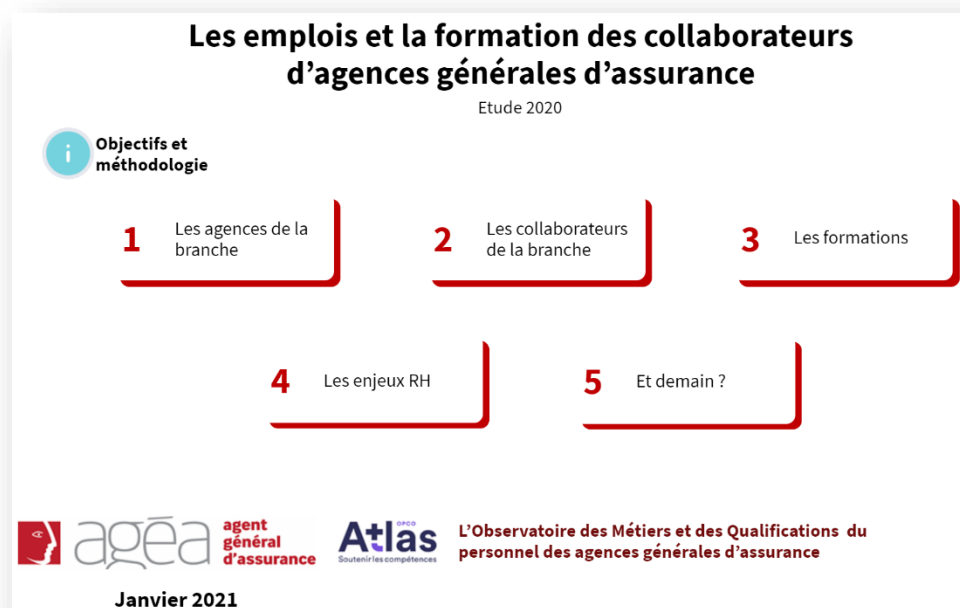 Les emplois et la formation des collaborateurs
d’agences générales d’assurance
Etude 2020
i
Objectifs et
méthodologie
1
Les agences de la
branche
2
Les collaborateurs
de la branche
3
Les formations
4
Les enjeux RH
5
Et demain ?
agéa
agent
général
d'assurance
OPCO
Atlas
Soutenir les compétences
L’Observatoire des Métiers et des Qualifications du
personnel des agences générales d’assurance
Janvier 2021